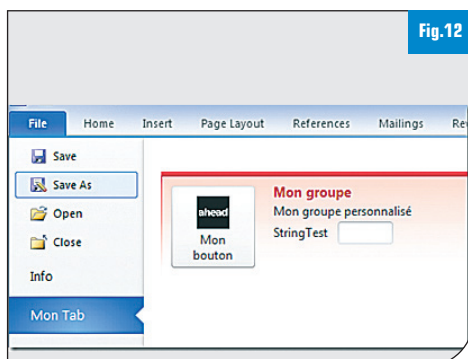 Fig.12
File Home Insert Page Layout References Mailings Re
Save
Save As
Open
Close
Info
Mon Tab
ahead
Mon
bouton
Mon groupe
Mon groupe personnalisé
StringTest